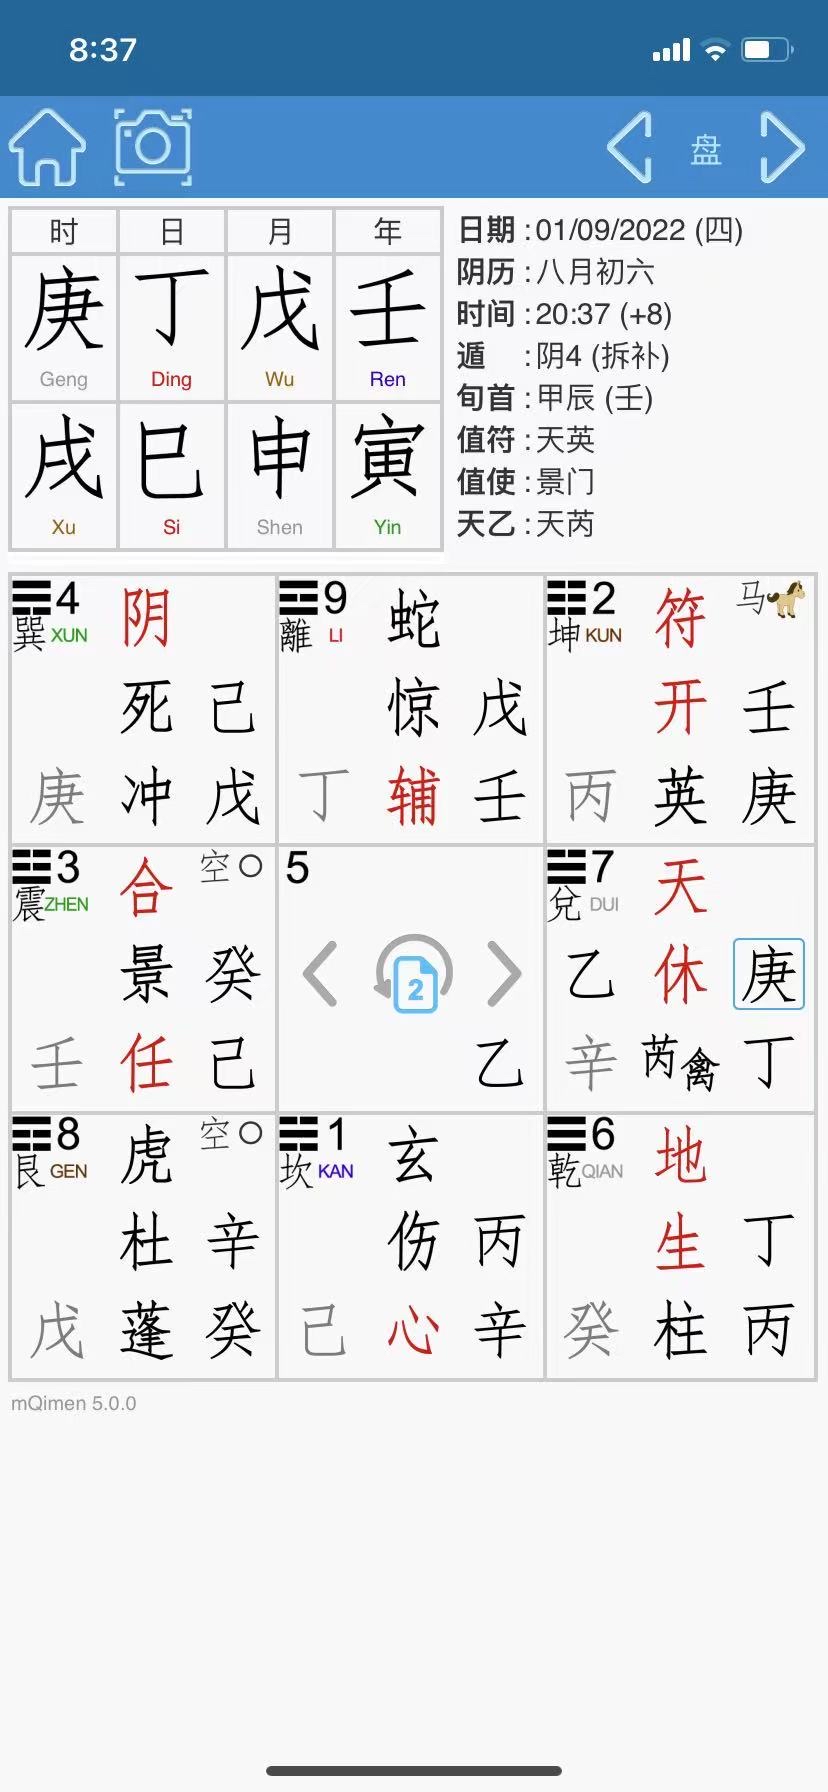 8:37
盘
时 日 月 年
庚 丁 戊 壬
Geng Ding Wu Ren
戌 巳 申 寅
Xu Si Shen Yin
日期 : 01/09/2022 (四)
阴历 : 八月初六
时间 : 20:37 (+8)
遁 : 阴4 (拆补)
旬首 : 甲辰 (壬)
值符 : 天英
值使 : 景门
天乙 : 天芮
4 阴
巽 XUN
死 己
庚 冲 戊
9 蛇
離 LI
惊 戊
丁 辅 壬
2 符 马
坤 KUN
开 壬
丙 英 庚
3 合 空
震 ZHEN
景 癸
壬 任 己
5
2
乙
7 天
兌 DUI
乙 休 庚
辛 芮禽 丁
8 虎 空
艮 GEN
杜 辛
戊 蓬 癸
1 玄
坎 KAN
伤 丙
己 心 辛
6 地
乾 QIAN
生 丁
癸 柱 丙
mQimen 5.0.0